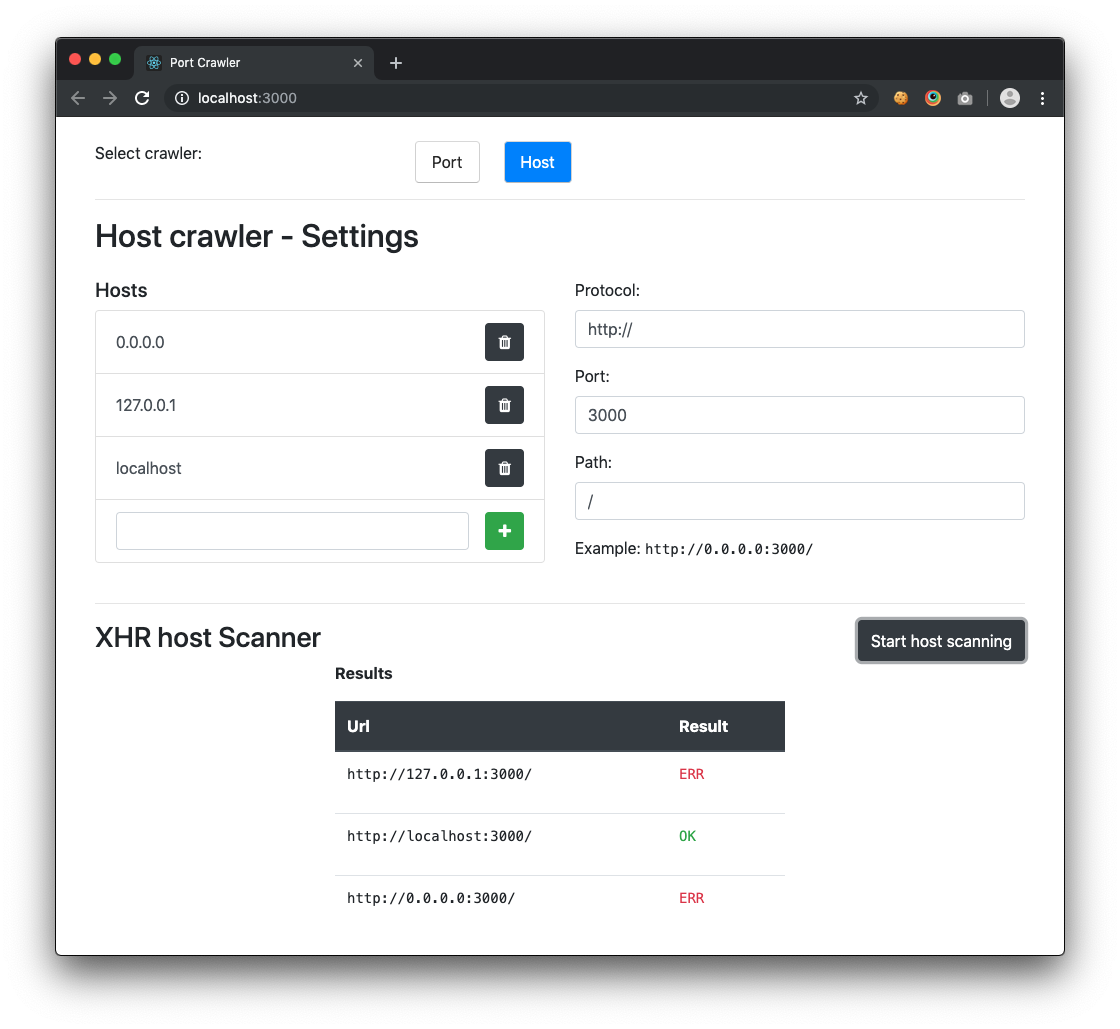 Port Crawler
localhost:3000
Select crawler:
Port
Host
Host crawler - Settings
Hosts
0.0.0.0
127.0.0.1
localhost
Protocol:
http://
Port:
3000
Path:
/
Example: http://0.0.0.0:3000/
XHR host Scanner
Start host scanning
Results
Url Result
http://127.0.0.1:3000/ ERR
http://localhost:3000/ OK
http://0.0.0.0:3000/ ERR